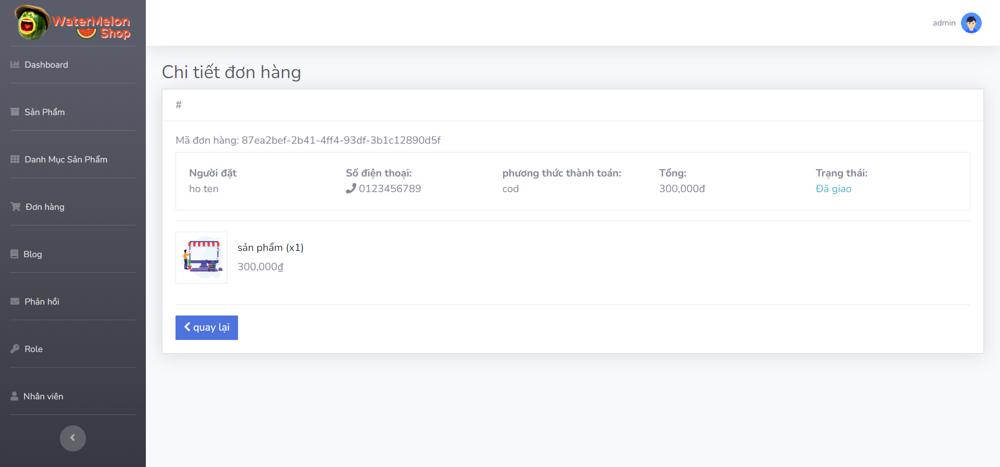 WaterMelon
Shop
admin
Dashboard
Sản Phẩm
Danh Mục Sản Phẩm
Đơn hàng
Blog
Phản hồi
Role
Nhân viên
Chi tiết đơn hàng
#
Mã đơn hàng: 87ea2bef-2b41-4ff4-93df-3b1c12890d5f
Người đặt
ho ten
Số điện thoại:
0123456789
phương thức thành toán:
cod
Tổng:
300,000đ
Trạng thái:
Đã giao
sản phẩm (x1)
300,000₫
quay lại